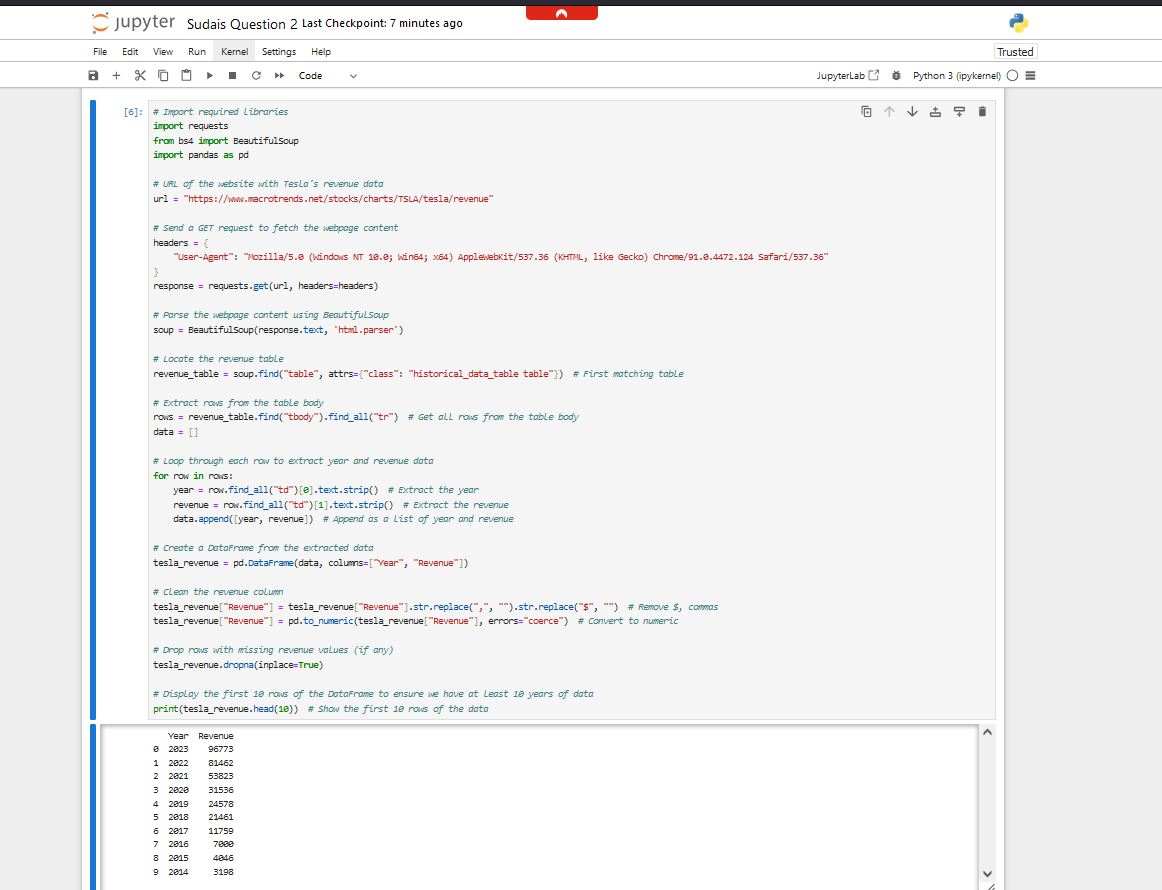 jupyter Sudais Question 2 Last Checkpoint: 7 minutes ago
File Edit View Run Kernel Settings Help
Trusted
Code
JupyterLab
Python 3 (ipykernel)
[6]:
# Import required libraries
import requests
from bs4 import BeautifulSoup
import pandas as pd
# URL of the website with Tesla's revenue data
url = "https://www.macrotrends.net/stocks/charts/TSLA/tesla/revenue"
# Send a GET request to fetch the webpage content
headers = {
"User-Agent": "Mozilla/5.0 (Windows NT 10.0; Win64; x64) AppleWebKit/537.36 (KHTML, like Gecko) Chrome/91.0.4472.124 Safari/537.36"
}
response = requests.get(url, headers=headers)
# Parse the webpage content using BeautifulSoup
soup = BeautifulSoup(response.text, 'html.parser')
# Locate the revenue table
revenue_table = soup.find("table", attrs={"class": "historical_data_table table"}) # First matching table
# Extract rows from the table body
rows = revenue_table.find("tbody").find_all("tr") # Get all rows from the table body
data = []
# Loop through each row to extract year and revenue data
for row in rows:
year = row.find_all("td")[0].text.strip() # Extract the year
revenue = row.find_all("td")[1].text.strip() # Extract the revenue
data.append([year, revenue]) # Append as a list of year and revenue
# Create a DataFrame from the extracted data
tesla_revenue = pd.DataFrame(data, columns=["Year", "Revenue"])
# Clean the revenue column
tesla_revenue["Revenue"] = tesla_revenue["Revenue"].str.replace(",", "").str.replace("$", "") # Remove $, commas
tesla_revenue["Revenue"] = pd.to_numeric(tesla_revenue["Revenue"], errors="coerce") # Convert to numeric
# Drop rows with missing revenue values (if any)
tesla_revenue.dropna(inplace=True)
# Display the first 10 rows of the DataFrame to ensure we have at least 10 years of data
print(tesla_revenue.head(10)) # Show the first 10 rows of the data
Year Revenue
0 2023 96773
1 2022 81462
2 2021 53823
3 2020 31536
4 2019 24578
5 2018 21461
6 2017 11759
7 2016 7000
8 2015 4046
9 2014 3198